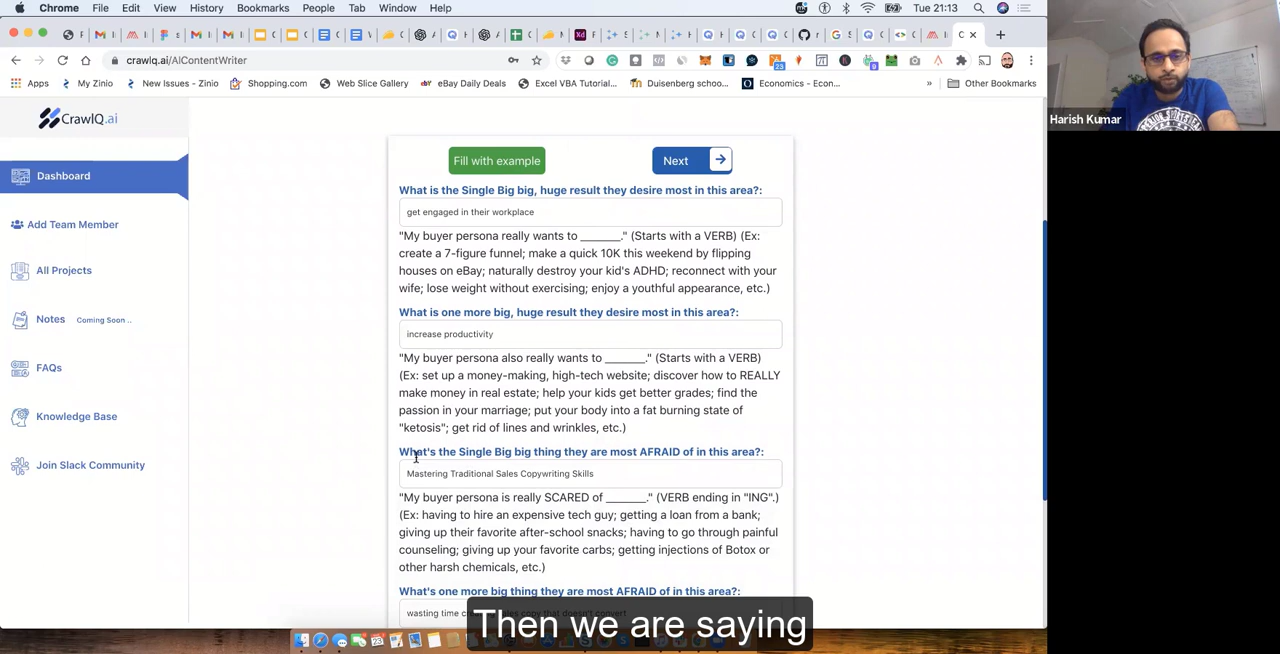 Chrome File Edit View History Bookmarks People Tab Window Help Tue 21:13
crawlq.ai/AIContentWriter
Apps My Zinio New Issues - Zinio Shopping.com Web Slice Gallery eBay Daily Deals Excel VBA Tutorial... Duisenberg schoo... Economics - Econ... » Other Bookmarks
Harish Kumar
CrawlQ.ai
Dashboard
Add Team Member
All Projects
Notes Coming Soon ..
FAQs
Knowledge Base
Join Slack Community
Fill with example Next
What is the Single Big big, huge result they desire most in this area?:
get engaged in their workplace
"My buyer persona really wants to _______." (Starts with a VERB) (Ex:
create a 7-figure funnel; make a quick 10K this weekend by flipping
houses on eBay; naturally destroy your kid's ADHD; reconnect with your
wife; lose weight without exercising; enjoy a youthful appearance, etc.)
What is one more big, huge result they desire most in this area?:
increase productivity
"My buyer persona also really wants to _______." (Starts with a VERB)
(Ex: set up a money-making, high-tech website; discover how to REALLY
make money in real estate; help your kids get better grades; find the
passion in your marriage; put your body into a fat burning state of
"ketosis"; get rid of lines and wrinkles, etc.)
What's the Single Big big thing they are most AFRAID of in this area?:
Mastering Traditional Sales Copywriting Skills
"My buyer persona is really SCARED of _______." (VERB ending in "ING".)
(Ex: having to hire an expensive tech guy; getting a loan from a bank;
giving up their favorite after-school snacks; having to go through painful
counseling; giving up your favorite carbs; getting injections of Botox or
other harsh chemicals, etc.)
What's one more big thing they are most AFRAID of in this area?:
wasting time
Then we are saying